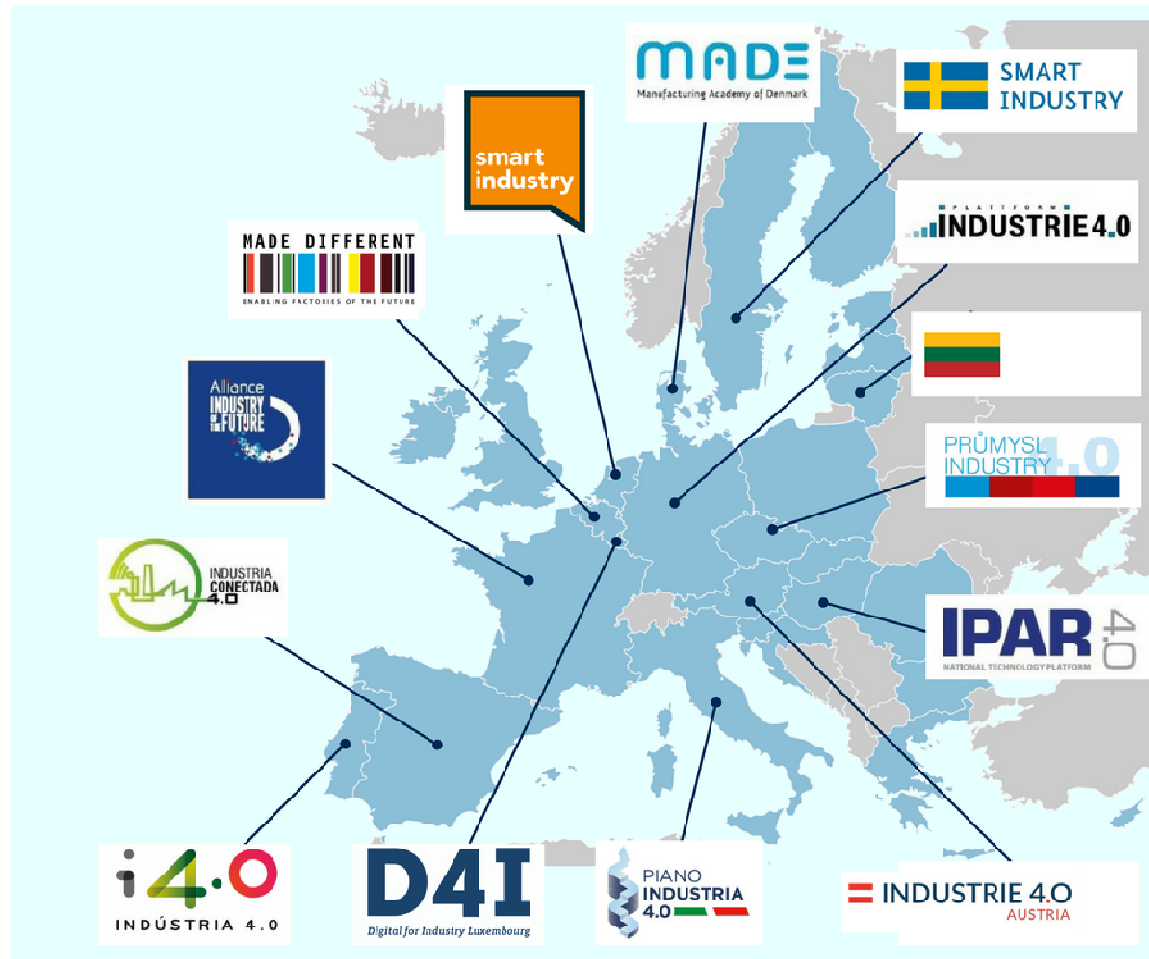 MADE
Manufacturing Academy of Denmark
SMART
INDUSTRY
smart
industry
PLATTFORM
INDUSTRIE 4.0
MADE DIFFERENT
ENABLING FACTORIES OF THE FUTURE
Alliance
INDUSTRY
OF THE FUTURE
PRŮMYSL
INDUSTRY 4.0
INDUSTRIA
CONECTADA
4.0
IPAR 4.0
NATIONAL TECHNOLOGY PLATFORM
i4.0
INDÚSTRIA 4.0
D4I
Digital for Industry Luxembourg
PIANO
INDUSTRIA
4.0
INDUSTRIE 4.0
AUSTRIA